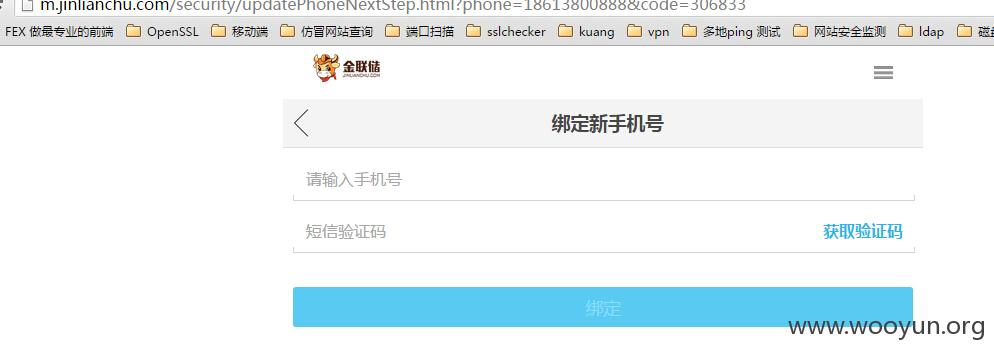 m.jinlianchu.com/security/updatePhoneNextStep.html?phone=18613800888&code=306833
FEX 做最专业的前端 OpenSSL 移动端 仿冒网站查询 端口扫描 sslchecker kuang vpn 多地ping 测试 网站安全监测 ldap 磁盘
金联储
JINLIANCHU.COM
绑定新手机号
请输入手机号
短信验证码 获取验证码
绑定
www.wooyun.org